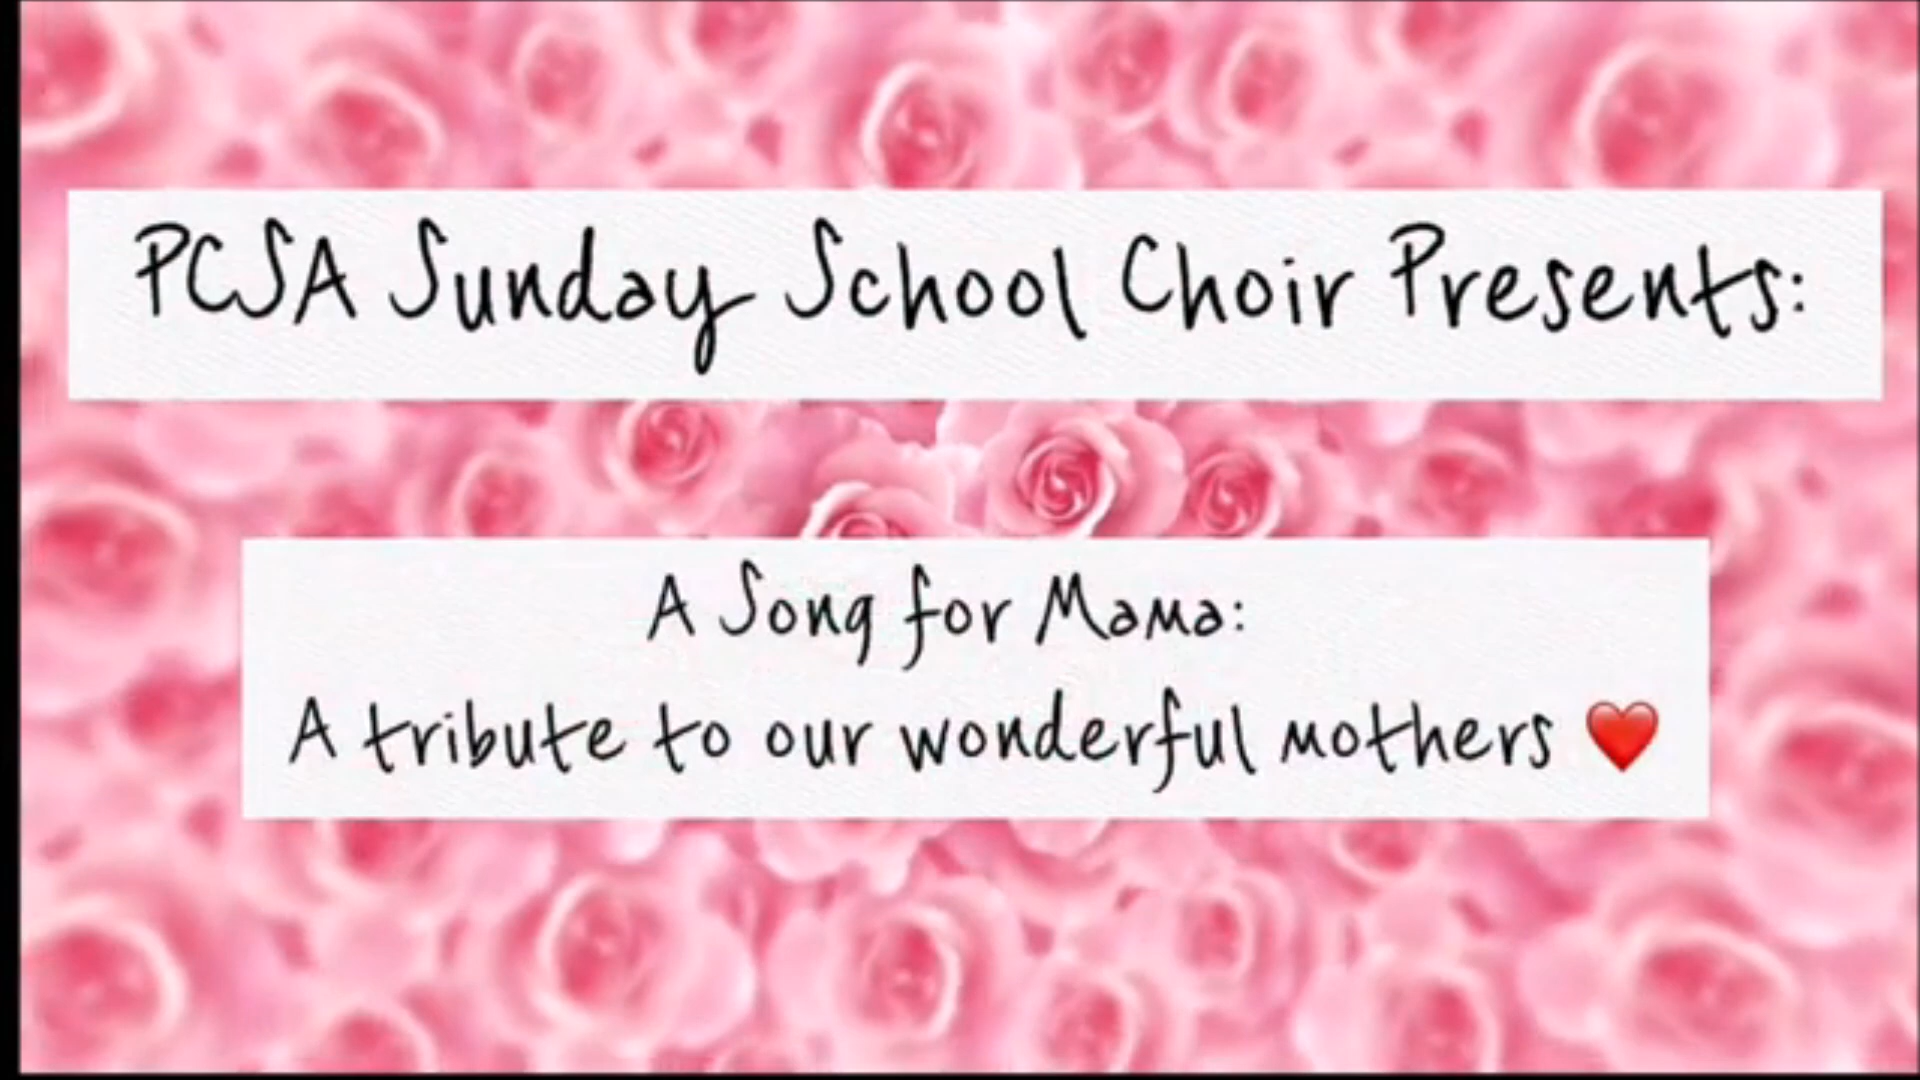 PCSA Sunday School Choir Presents:
A Song for Mama:
A tribute to our wonderful mothers ❤️